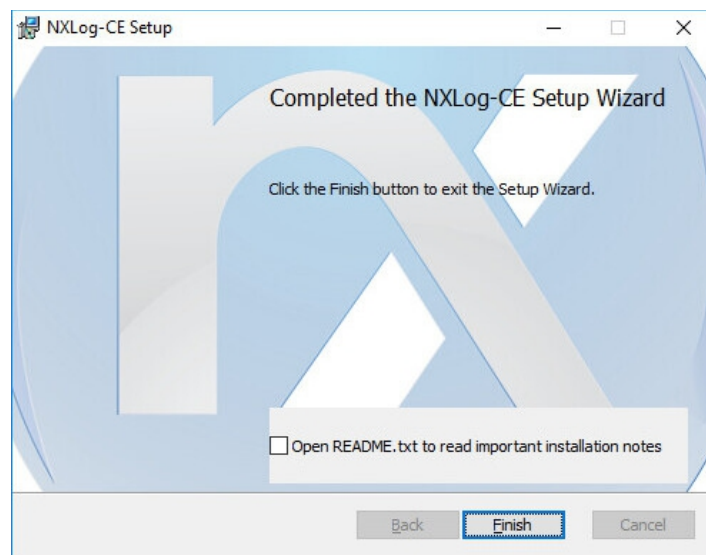 NXLog-CE Setup
Completed the NXLog-CE Setup Wizard
Click the Finish button to exit the Setup Wizard.
Open README.txt to read important installation notes
Back Finish Cancel